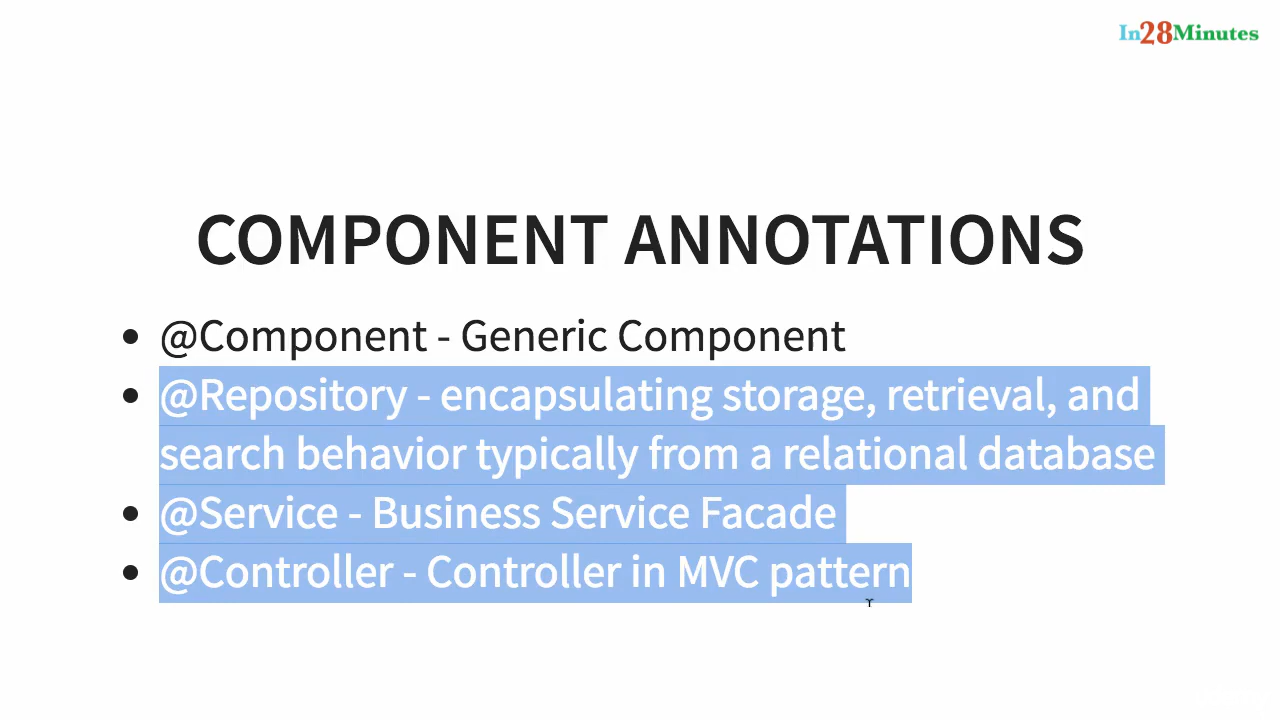 In28Minutes
COMPONENT ANNOTATIONS
@Component - Generic Component
@Repository - encapsulating storage, retrieval, and
search behavior typically from a relational database
@Service - Business Service Facade
@Controller - Controller in MVC pattern